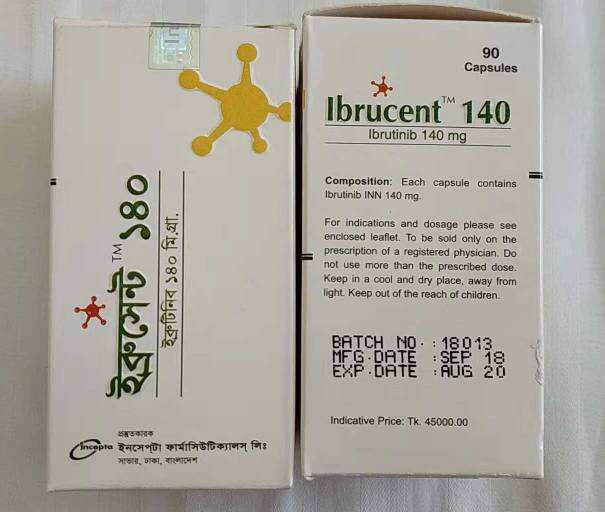 ইব্রুসেন্ট™ ১৪০
ইব্রুটিনিব ১৪০ মি.গ্রা.
প্রস্তুতকারক
Incepta ইনসেপ্‌টা ফার্মাসিউটিক্যালস্ লিঃ
সাভার, ঢাকা, বাংলাদেশ
90
Capsules
Ibrucent™ 140
Ibrutinib 140 mg
Composition: Each capsule contains
Ibrutinib INN 140 mg.
For indications and dosage please see
enclosed leaflet. To be sold only on the
prescription of a registered physician. Do
not use more than the prescribed dose.
Keep in a cool and dry place, away from
light. Keep out of the reach of children.
BATCH NO. : 18013
MFG.DATE : SEP 18
EXP.DATE : AUG 20
Indicative Price: Tk. 45000.00